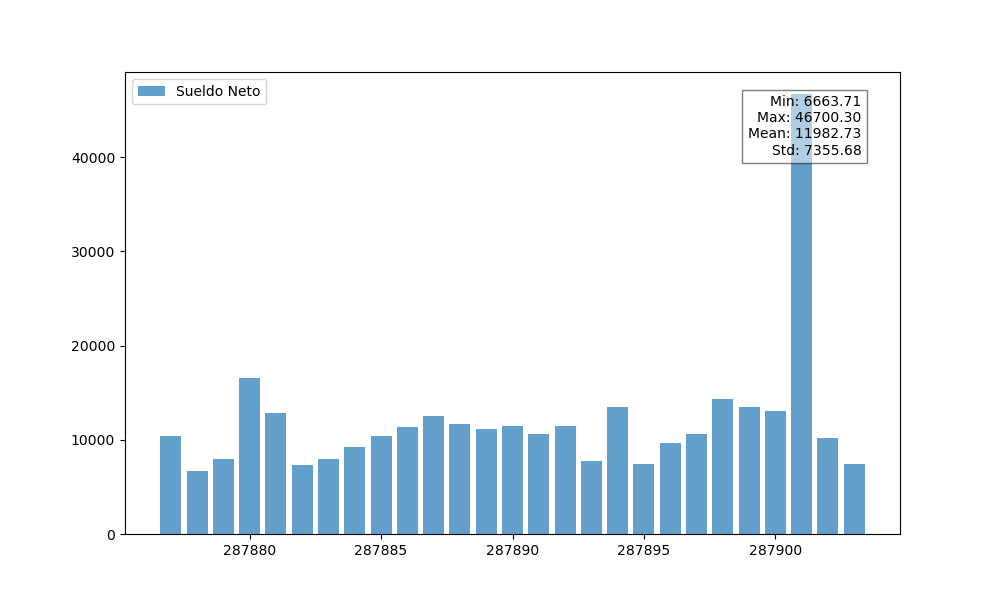 Sueldo Neto
Min: 6663.71
Max: 46700.30
Mean: 11982.73
Std: 7355.68
40000
30000
20000
10000
0
287880 287885 287890 287895 287900